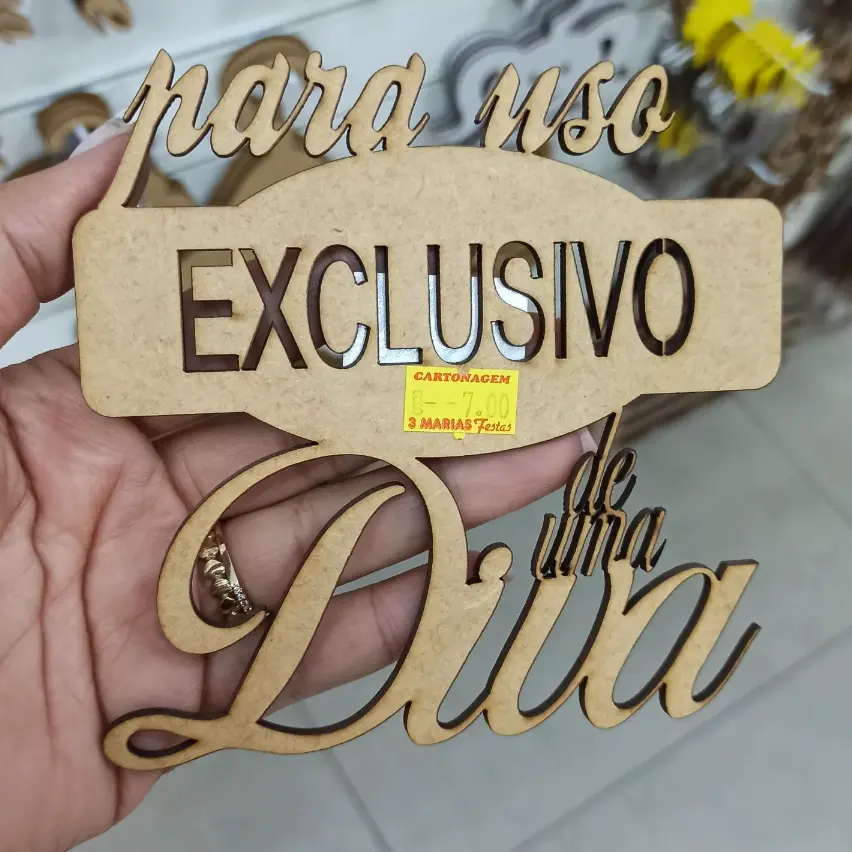 para uso
EXCLUSIVO
CARTONAGEM
7.00
3 MARIAS Festas
de
uma
Diva